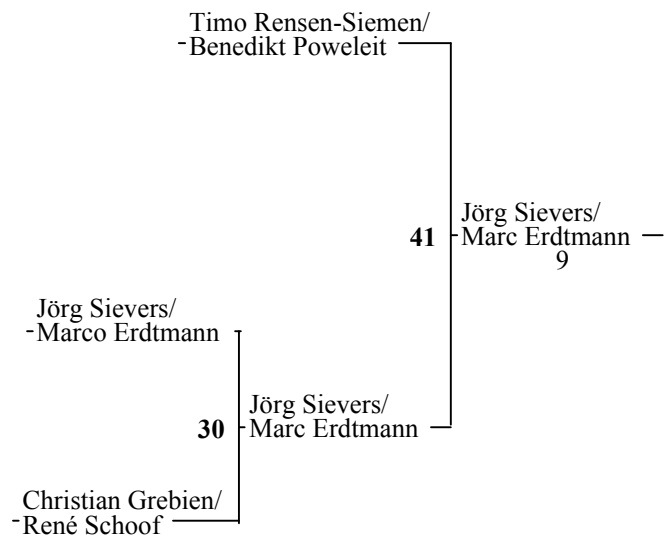 Timo Rensen-Siemen/
Benedikt Poweleit
41
Jörg Sievers/
Marc Erdtmann
9
Jörg Sievers/
Marco Erdtmann
30
Jörg Sievers/
Marc Erdtmann
Christian Grebien/
René Schoof